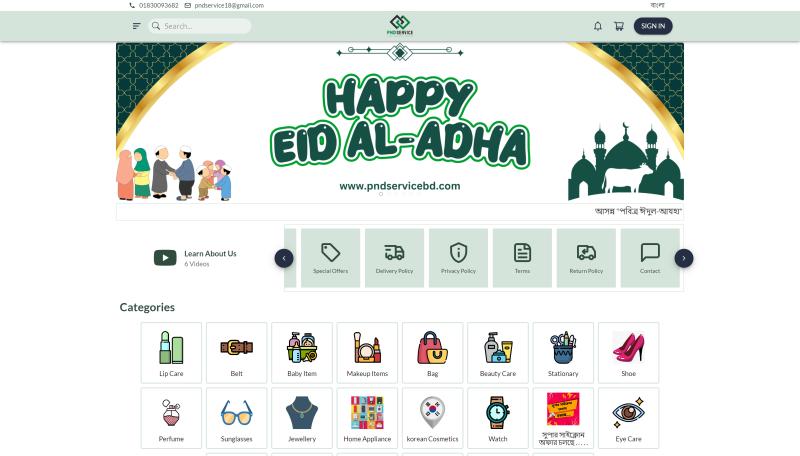 01830093682 pndservice18@gmail.com বাংলা
Search...
PNDSERVICE
SIGN IN
HAPPY
EID AL-ADHA
www.pndservicebd.com
আসন্ন "পবিত্র ঈদুল-আযহা"
Learn About Us
6 Videos
Special Offers Delivery Policy Privacy Policy Terms Return Policy Contact
Categories
Lip Care Belt Baby Item Makeup Items Bag Beauty Care Stationary Shoe
Perfume Sunglasses Jewellery Home Appliance korean Cosmetics Watch সুপার সাইক্লোন Eye Care
অফার চলছে .....